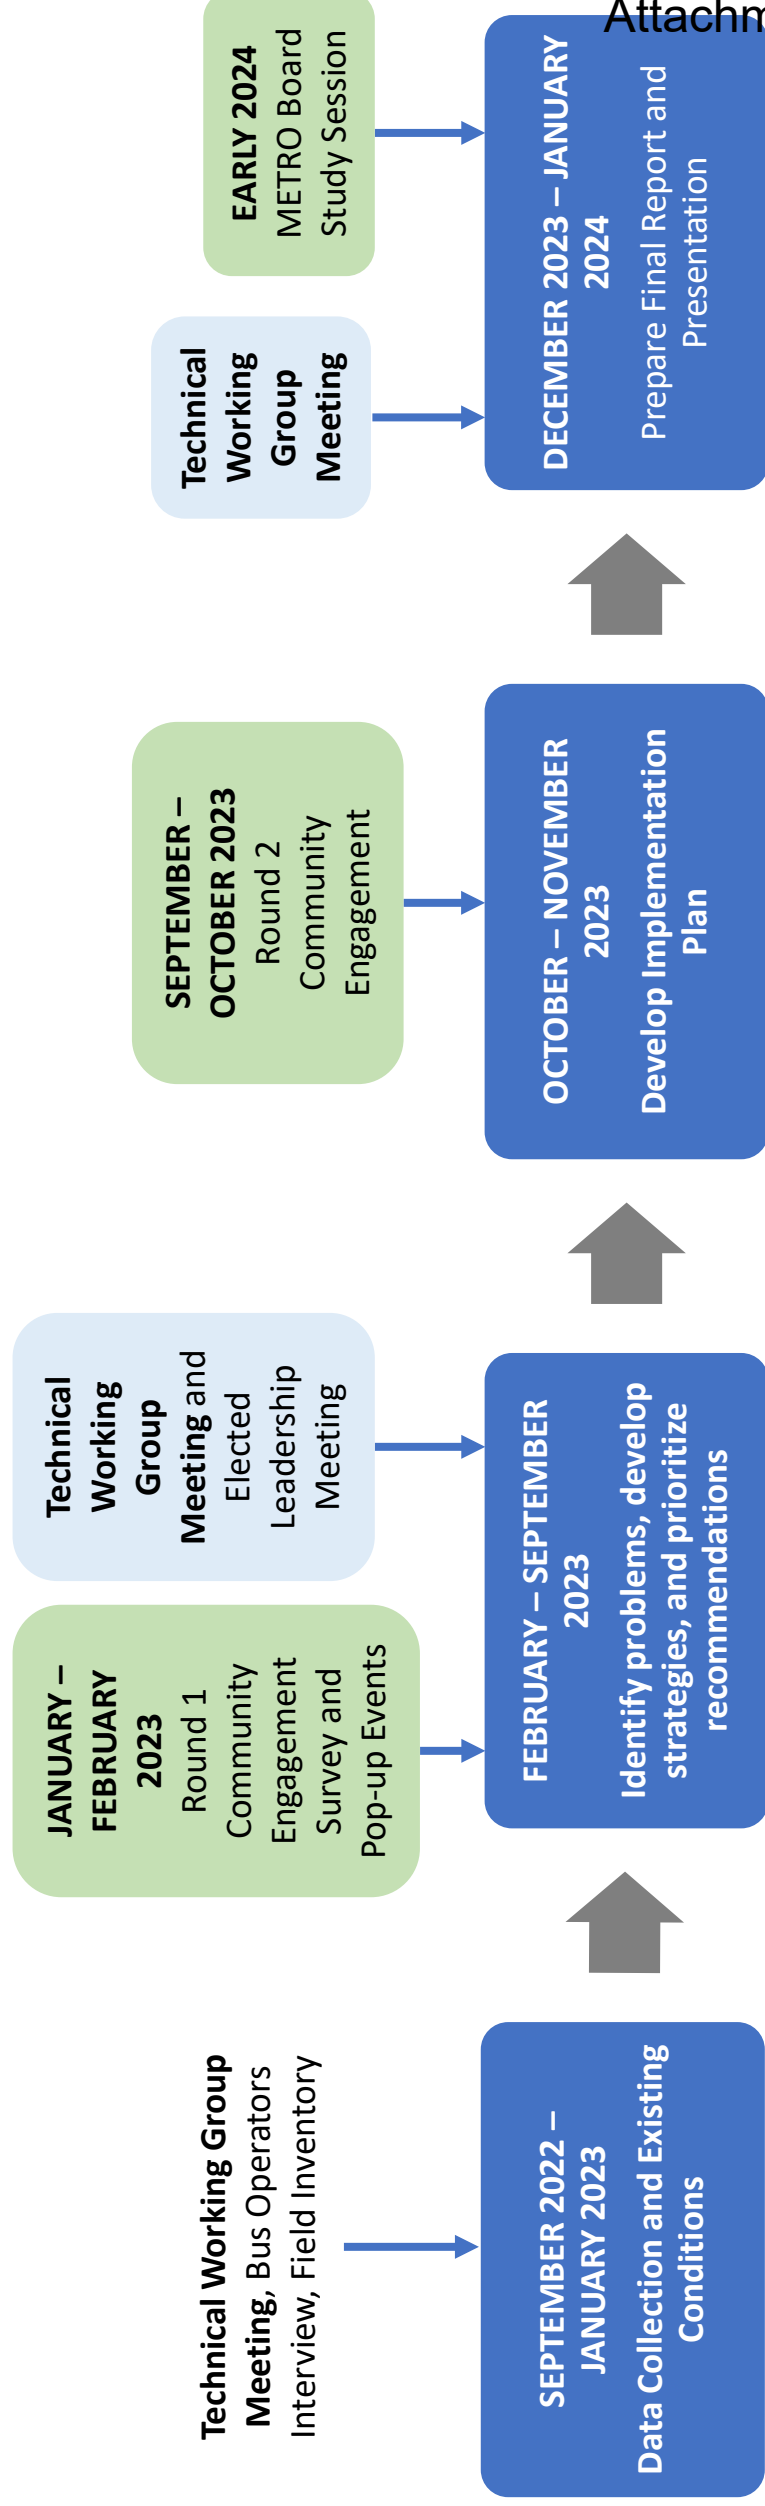 Attachm
Technical Working Group
Meeting, Bus Operators
Interview, Field Inventory
SEPTEMBER 2022 –
JANUARY 2023
Data Collection and Existing
Conditions
JANUARY –
FEBRUARY
2023
Round 1
Community
Engagement
Survey and
Pop-up Events
Technical
Working
Group
Meeting and
Elected
Leadership
Meeting
FEBRUARY – SEPTEMBER
2023
Identify problems, develop
strategies, and prioritize
recommendations
SEPTEMBER –
OCTOBER 2023
Round 2
Community
Engagement
OCTOBER – NOVEMBER
2023
Develop Implementation
Plan
Technical
Working
Group
Meeting
EARLY 2024
METRO Board
Study Session
DECEMBER 2023 – JANUARY
2024
Prepare Final Report and
Presentation